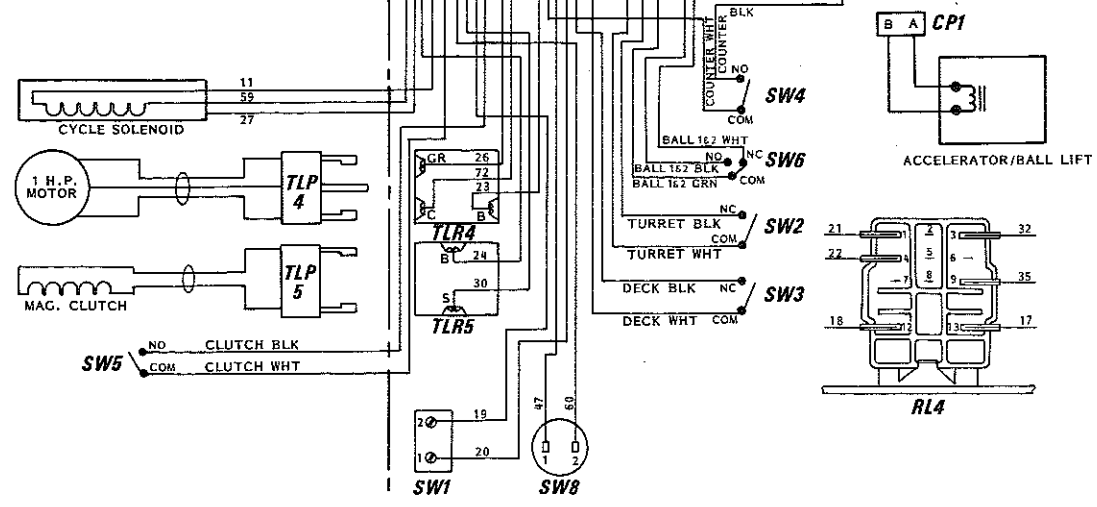 BLK
COUNTER WHT
COUNTER
NO
COM
SW4
B A
CP1
ACCELERATOR/BALL LIFT
11
59
27
CYCLE SOLENOID
1 H.P.
MOTOR
TLP
4
MAG. CLUTCH
TLP
5
SW5
NO
COM
CLUTCH BLK
CLUTCH WHT
GR
26
72
23
C
B
TLR4
B
24
30
S
TLR5
BALL 1&2 WHT
NC
NO
BALL 1&2 BLK
COM
BALL 1&2 GRN
SW6
NC
TURRET BLK
COM
TURRET WHT
SW2
DECK BLK
NC
DECK WHT
COM
SW3
21
1
2
3
32
22
4
5
6
7
8
9
35
18
12
13
17
RL4
2
19
1
20
SW1
47
60
1
2
SW8